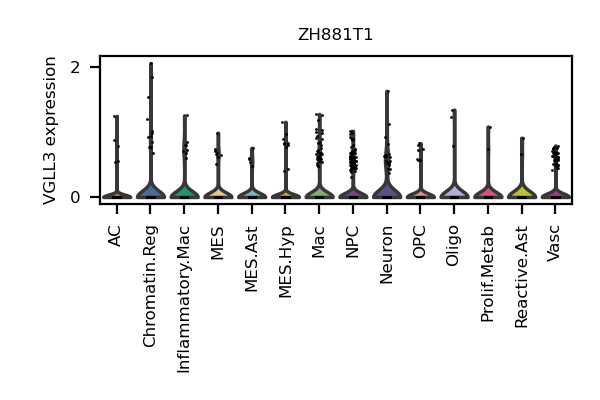 ZH881T1
VGLL3 expression
2
0
AC
Chromatin.Reg
Inflammatory.Mac
MES
MES.Ast
MES.Hyp
Mac
NPC
Neuron
OPC
Oligo
Prolif.Metab
Reactive.Ast
Vasc